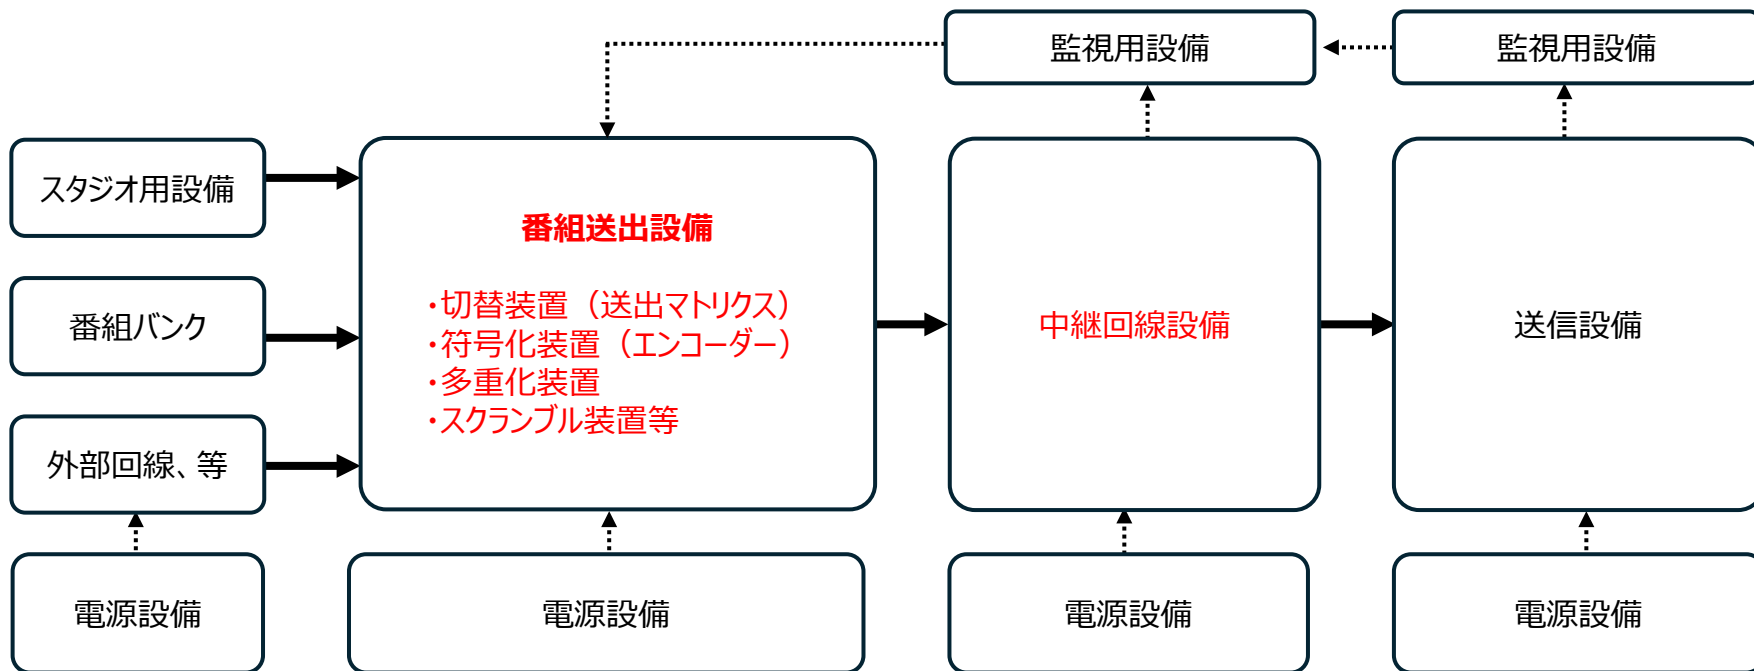 監視用設備
監視用設備
スタジオ用設備
番組バンク
外部回線、等
番組送出設備
・切替装置（送出マトリクス）
・符号化装置（エンコーダー）
・多重化装置
・スクランブル装置等
中継回線設備
送信設備
電源設備
電源設備
電源設備
電源設備